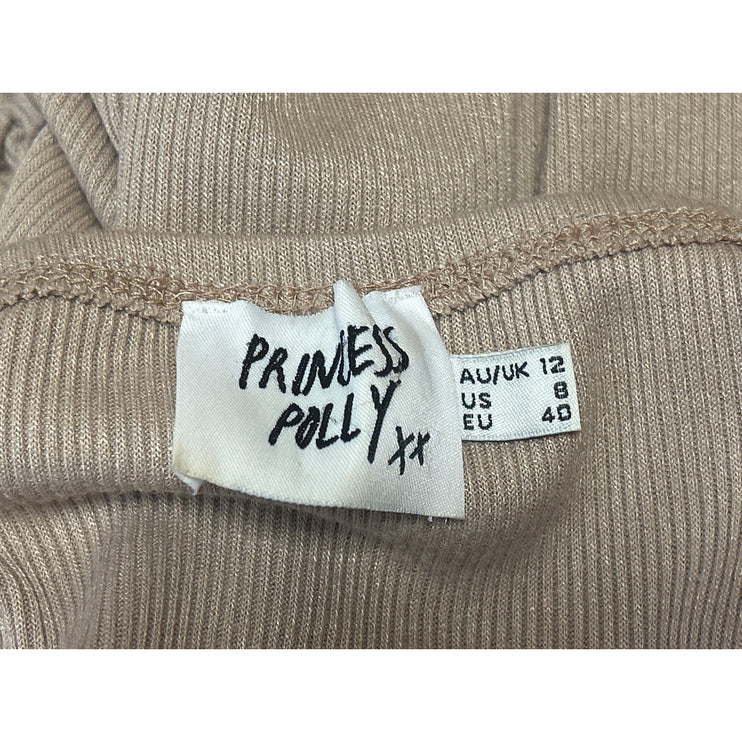 PRINCESS
POLLY xx
AU/UK 12
US 8
EU 40